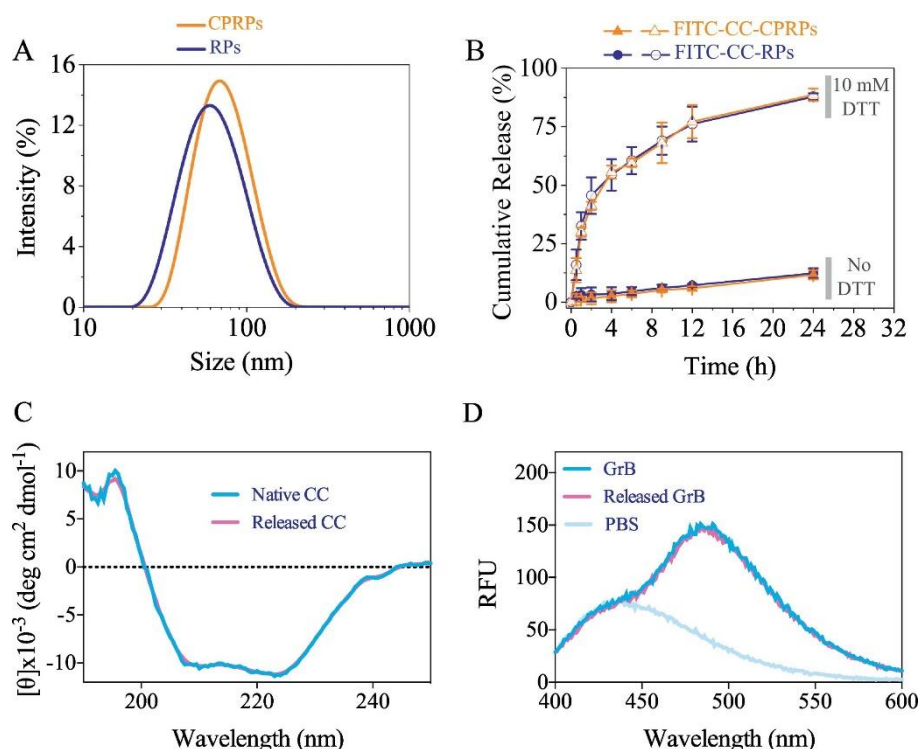 A
CPRPs
RPs
16
12
8
4
0
10
100
1000
Intensity (%)
Size (nm)
B
FITC-CC-CPRPs
FITC-CC-RPs
100
75
50
25
0
0
4
8
12
16
20
24
28
32
Cumulative Release (%)
Time (h)
10 mM
DTT
No
DTT
C
Native CC
Released CC
10
5
0
-5
-10
200
220
240
[θ]x10⁻³ (deg cm² dmol⁻¹)
Wavelength (nm)
D
GrB
Released GrB
PBS
200
150
100
50
0
400
450
500
550
600
RFU
Wavelength (nm)